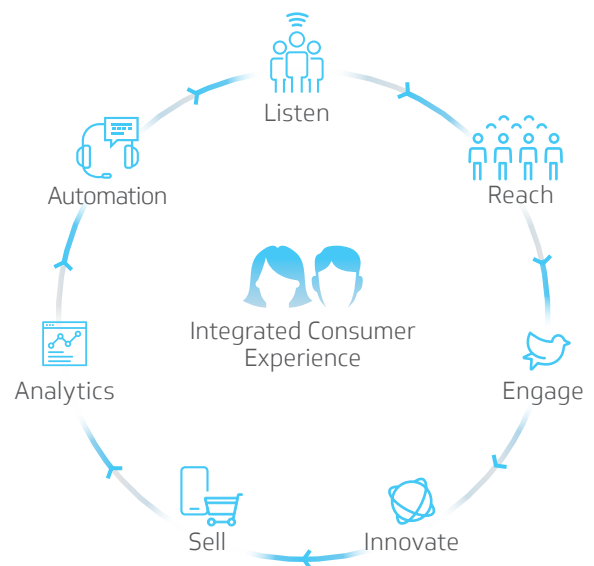 Listen
Reach
Engage
Innovate
Sell
Analytics
Automation
Integrated Consumer
Experience